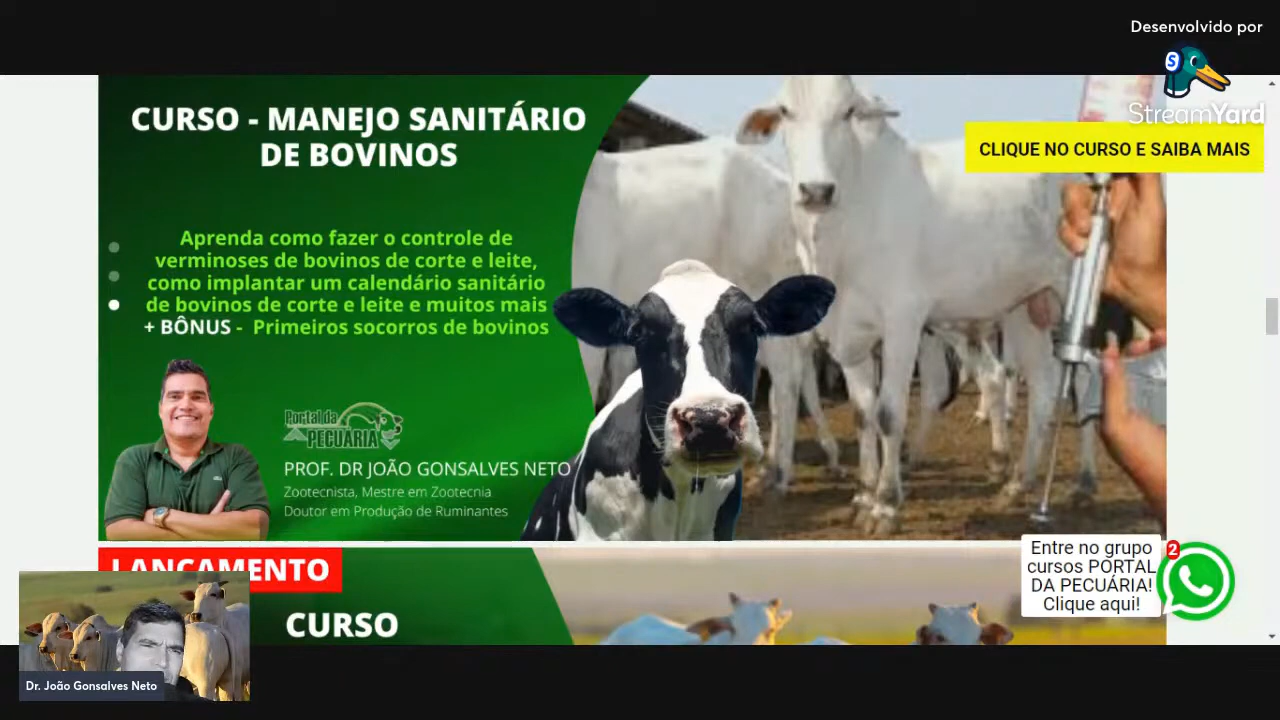 Desenvolvido por
StreamYard
CLIQUE NO CURSO E SAIBA MAIS
CURSO - MANEJO SANITÁRIO
DE BOVINOS
Aprenda como fazer o controle de
verminoses de bovinos de corte e leite,
como implantar um calendário sanitário
de bovinos de corte e leite e muitos mais
+ BÔNUS - Primeiros socorros de bovinos
Portal da
PECUÁRIA
PROF. DR JOÃO GONSALVES NETO
Zootecnista, Mestre em Zootecnia
Doutor em Produção de Ruminantes
Entre no grupo
cursos PORTAL
DA PECUÁRIA!
Clique aqui!
2
LANÇAMENTO
CURSO
Dr. João Gonsalves Neto